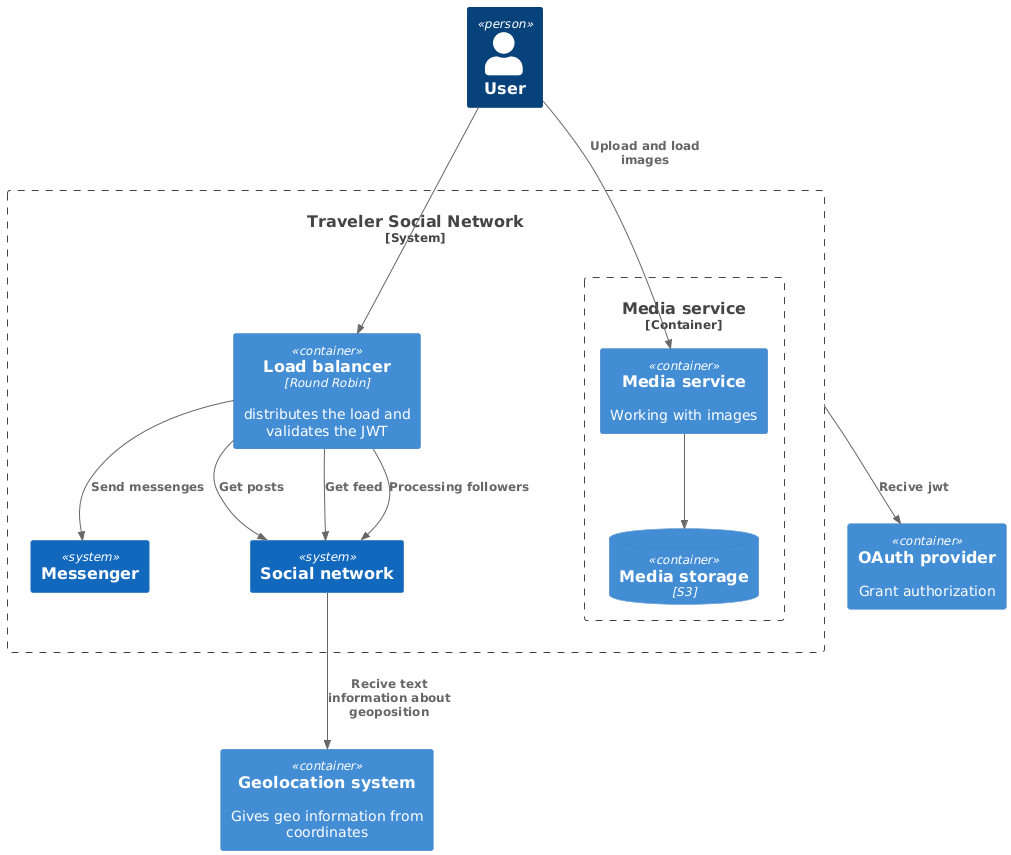 «person»
User
Upload and load
images
Traveler Social Network
[System]
Media service
[Container]
«container»
Load balancer
[Round Robin]
distributes the load and
validates the JWT
«container»
Media service
Working with images
Send messenges
Get posts
Get feed
Processing followers
Recive jwt
«system»
Messenger
«system»
Social network
«container»
Media storage
[S3]
«container»
OAuth provider
Grant authorization
Recive text
information about
geoposition
«container»
Geolocation system
Gives geo information from
coordinates